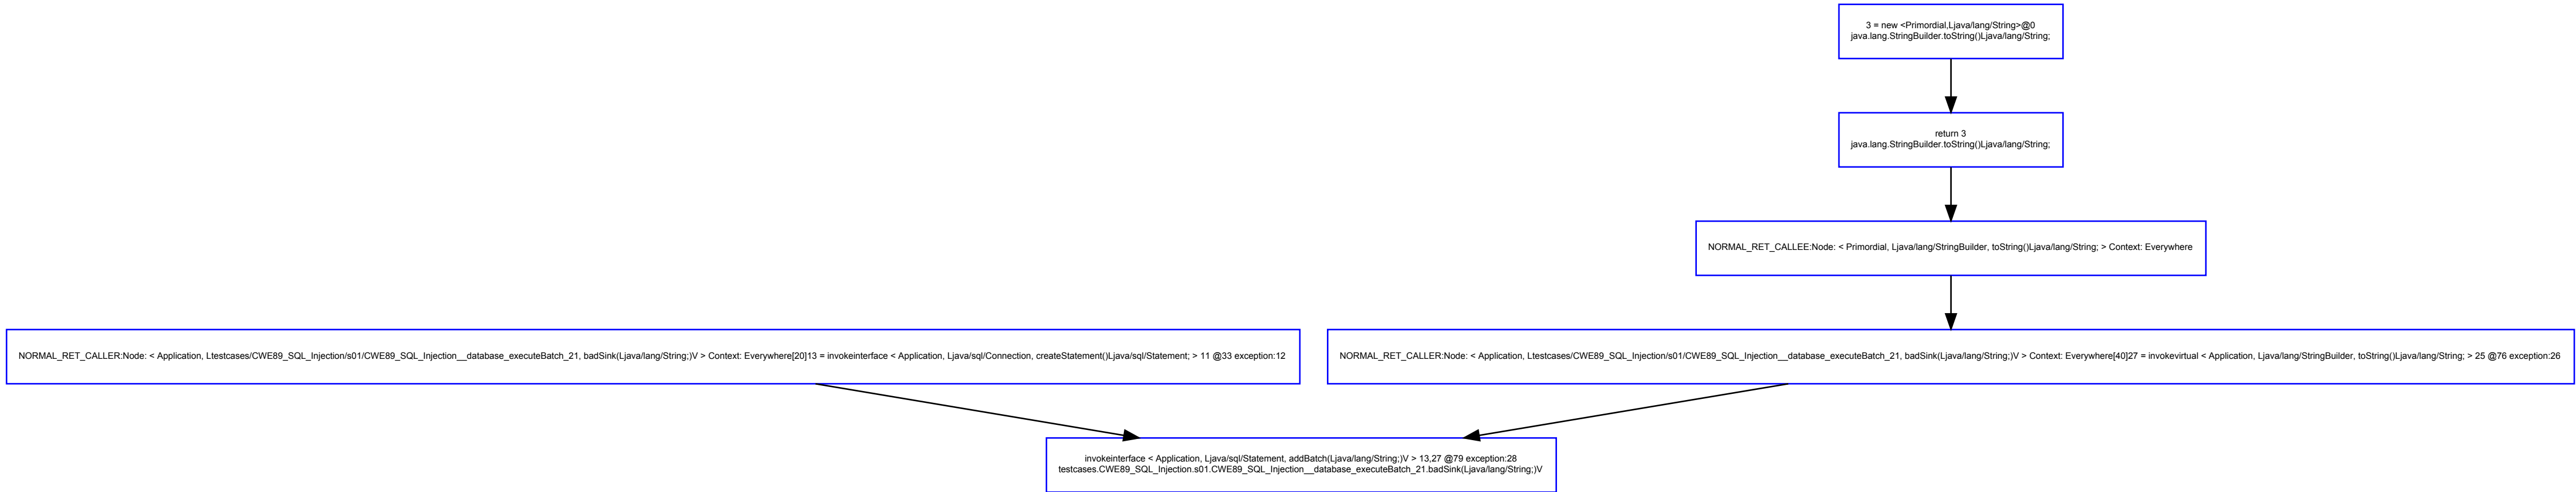 3 = new <Primordial,Ljava/lang/String>@0
java.lang.StringBuilder.toString()Ljava/lang/String;
return 3
java.lang.StringBuilder.toString()Ljava/lang/String;
NORMAL_RET_CALLEE:Node: < Primordial, Ljava/lang/StringBuilder, toString()Ljava/lang/String; > Context: Everywhere
NORMAL_RET_CALLER:Node: < Application, Ltestcases/CWE89_SQL_Injection/s01/CWE89_SQL_Injection__database_executeBatch_21, badSink(Ljava/lang/String;)V > Context: Everywhere[20]13 = invokeinterface < Application, Ljava/sql/Connection, createStatement()Ljava/sql/Statement; > 11 @33 exception:12
NORMAL_RET_CALLER:Node: < Application, Ltestcases/CWE89_SQL_Injection/s01/CWE89_SQL_Injection__database_executeBatch_21, badSink(Ljava/lang/String;)V > Context: Everywhere[40]27 = invokevirtual < Application, Ljava/lang/StringBuilder, toString()Ljava/lang/String; > 25 @76 exception:26
invokeinterface < Application, Ljava/sql/Statement, addBatch(Ljava/lang/String;)V > 13,27 @79 exception:28
testcases.CWE89_SQL_Injection.s01.CWE89_SQL_Injection__database_executeBatch_21.badSink(Ljava/lang/String;)V